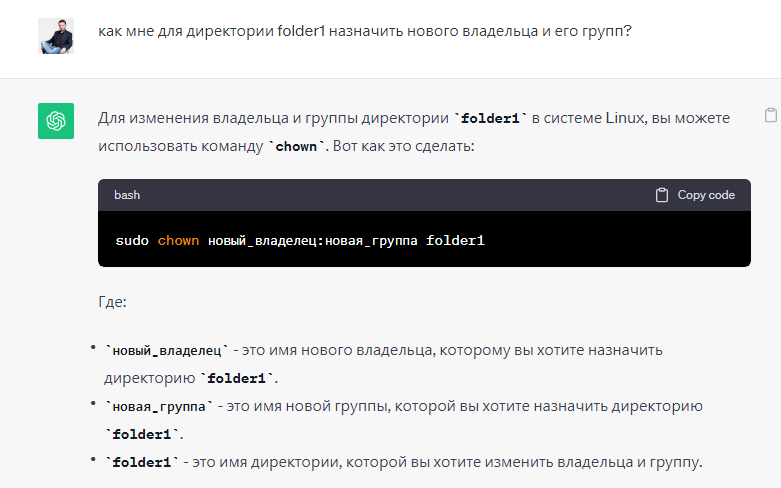 как мне для директории folder1 назначить нового владельца и его групп?
Для изменения владельца и группы директории `folder1` в системе Linux, вы можете
использовать команду `chown`. Вот как это сделать:
bash Copy code
sudo chown новый_владелец:новая_группа folder1
Где:
• `новый_владелец` - это имя нового владельца, которому вы хотите назначить
директорию `folder1`.
• `новая_группа` - это имя новой группы, которой вы хотите назначить директорию
`folder1`.
• `folder1` - это имя директории, которой вы хотите изменить владельца и группу.